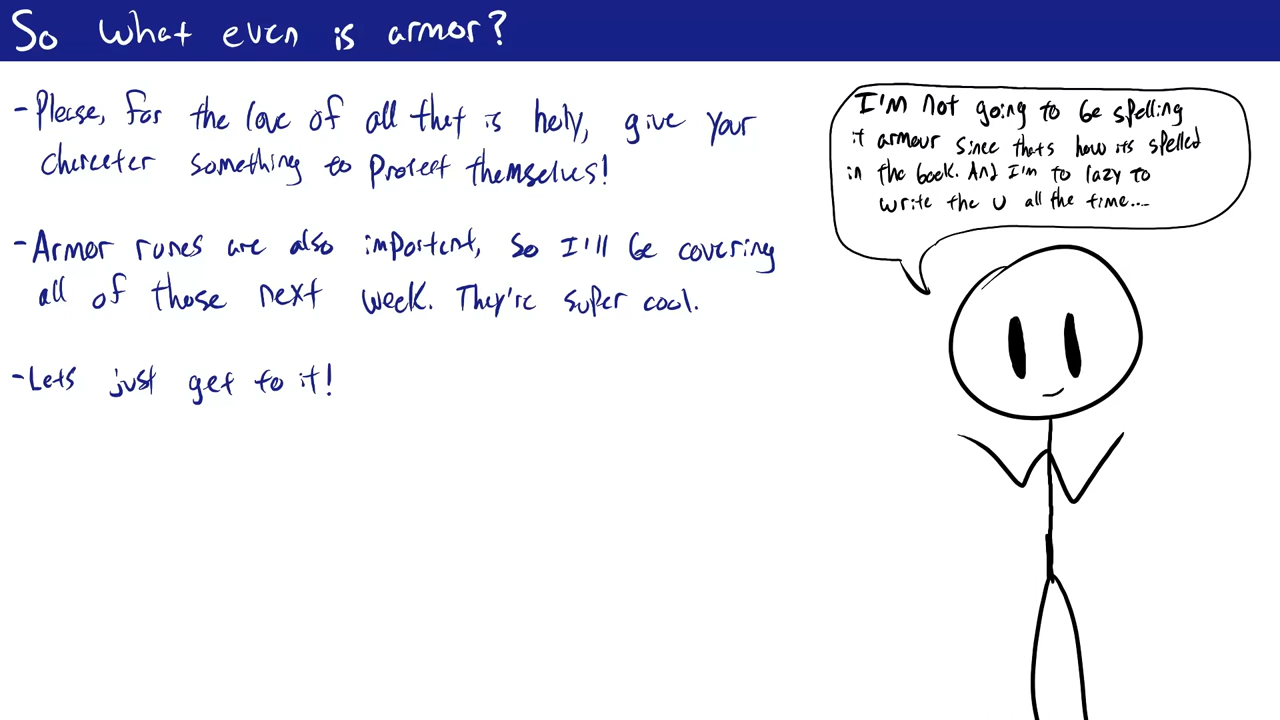 So what even is armor?
- Please, for the love of all that is holy, give your
character something to protect themselves!
- Armor runes are also important, so I'll be covering
all of those next week. They're super cool.
- Lets just get to it!
I'm not going to be spelling
it armour since thats how its spelled
in the book. And I'm to lazy to
write the U all the time....